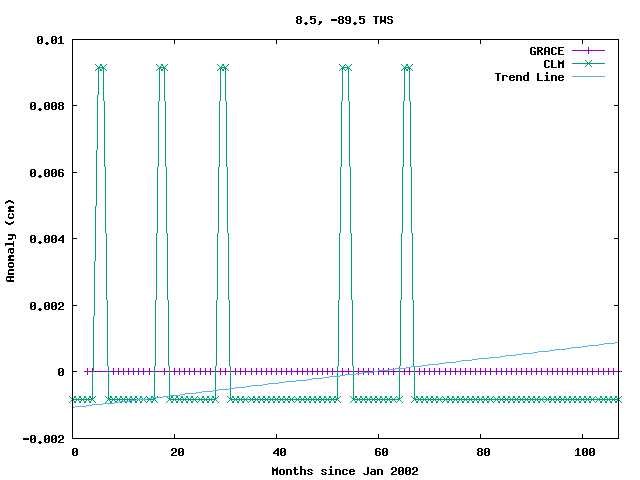 8.5, -89.5 TWS
GRACE
CLM
Trend Line
0.01
0.008
0.006
0.004
0.002
0
-0.002
Anomaly (cm)
0 20 40 60 80 100
Months since Jan 2002